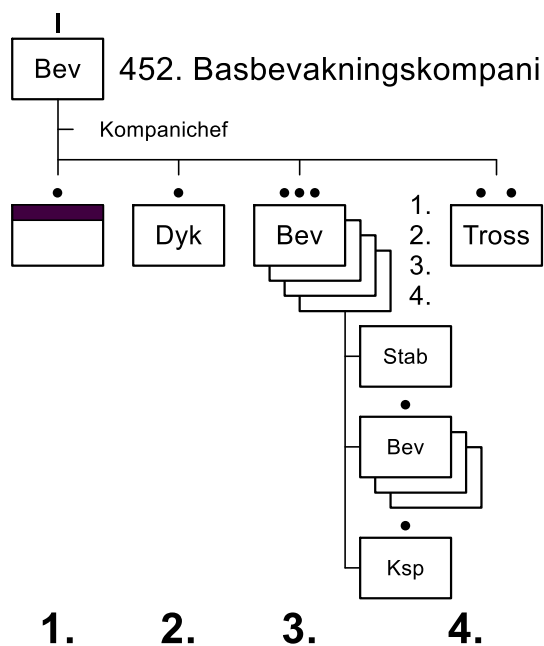 Bev
452. Basbevakningskompani
Kompanichef
Dyk
Bev
1.
2.
3.
4.
Tross
Stab
Bev
Ksp
1. 2. 3. 4.